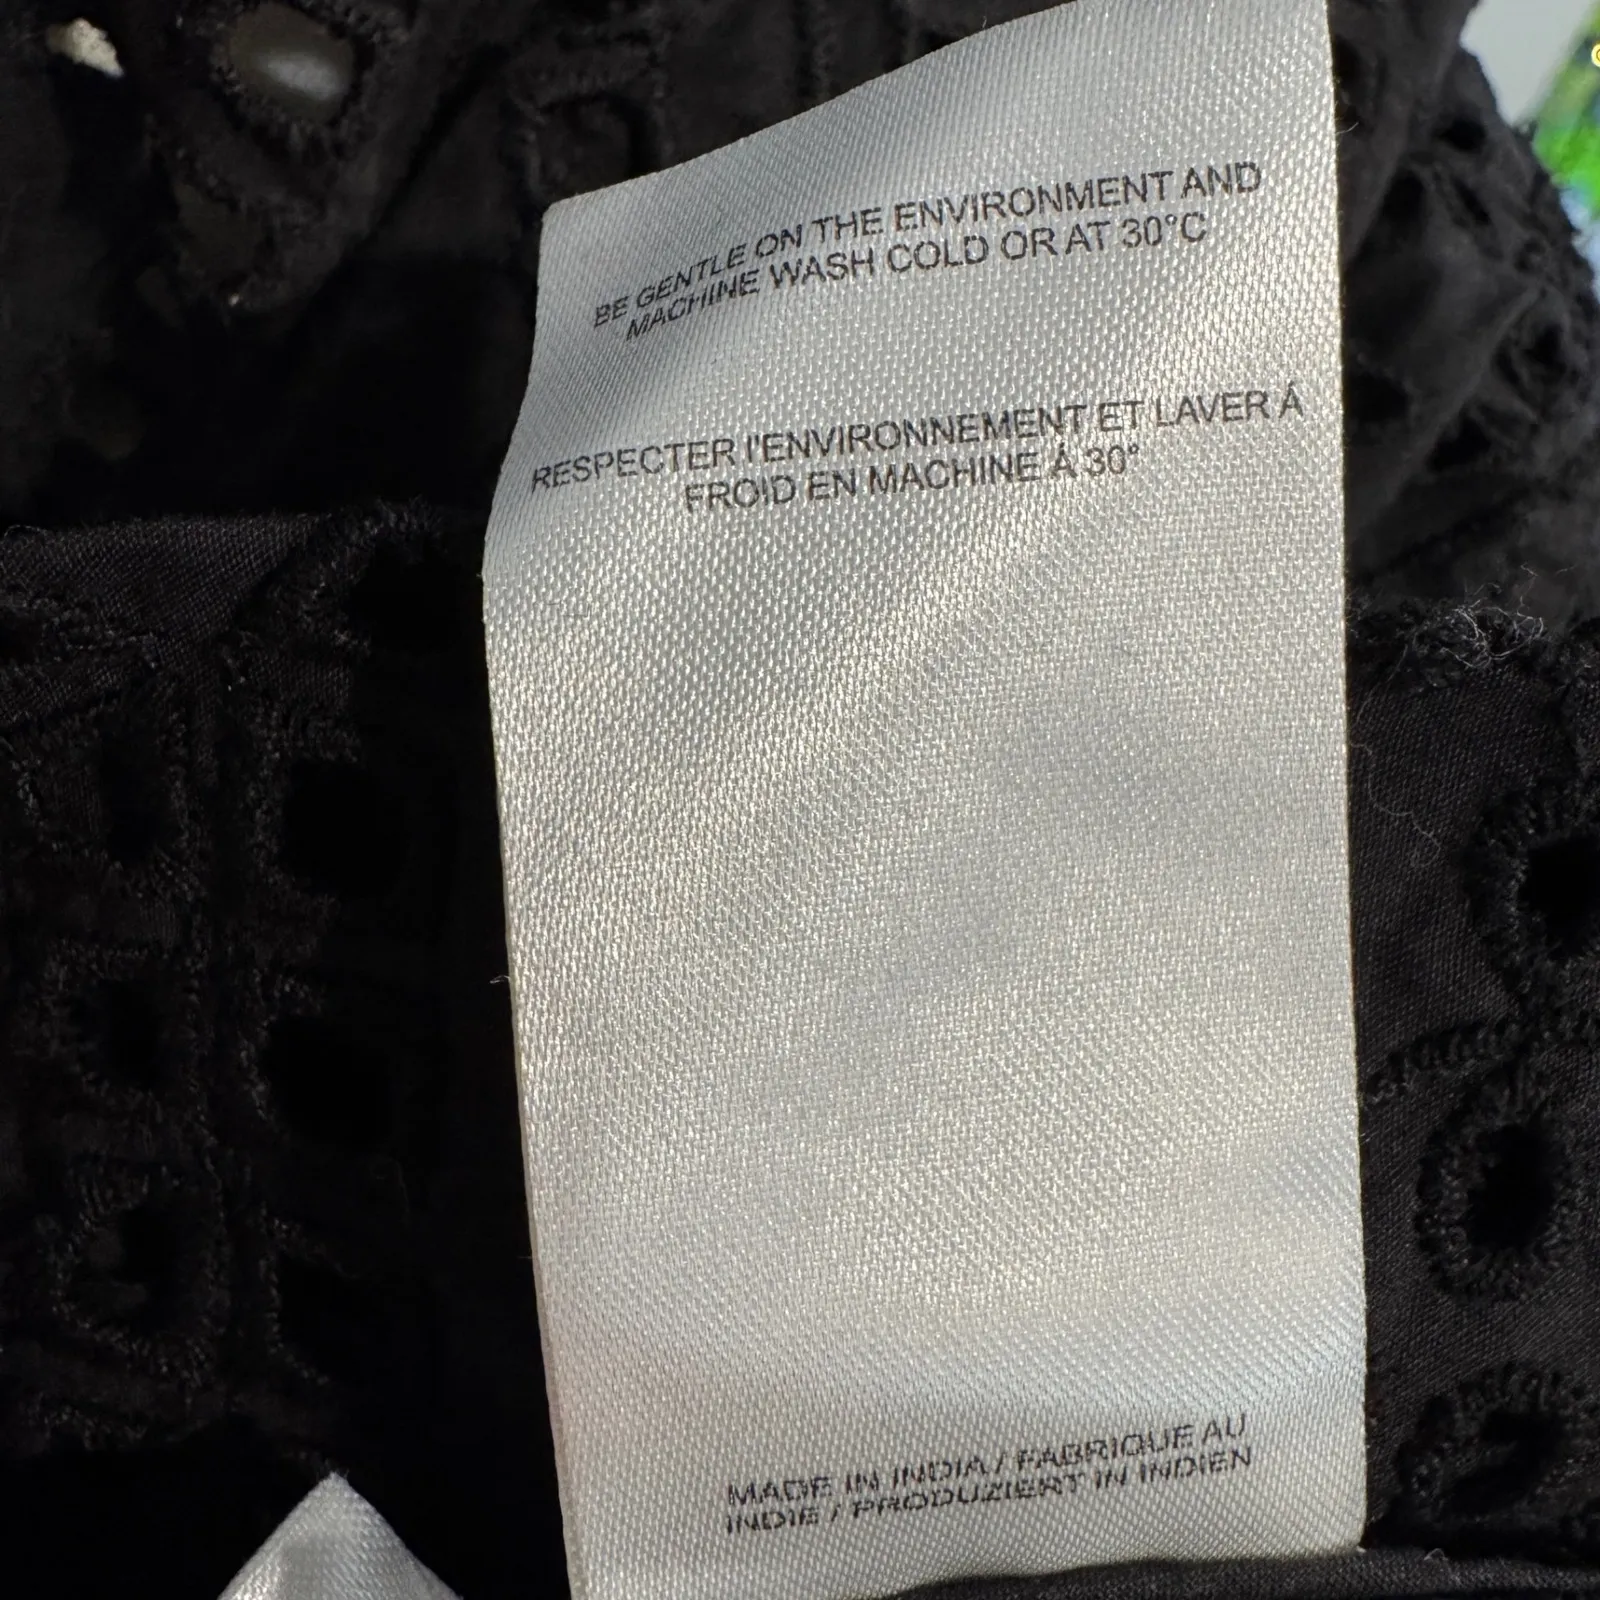 BE GENTLE ON THE ENVIRONMENT AND
MACHINE WASH COLD OR AT 30°C
RESPECTER l'ENVIRONNEMENT ET LAVER Á
FROID EN MACHINE Á 30°
MADE IN INDIA / FABRIQUE AU
INDIE / PRODUZIERT IN INDIEN